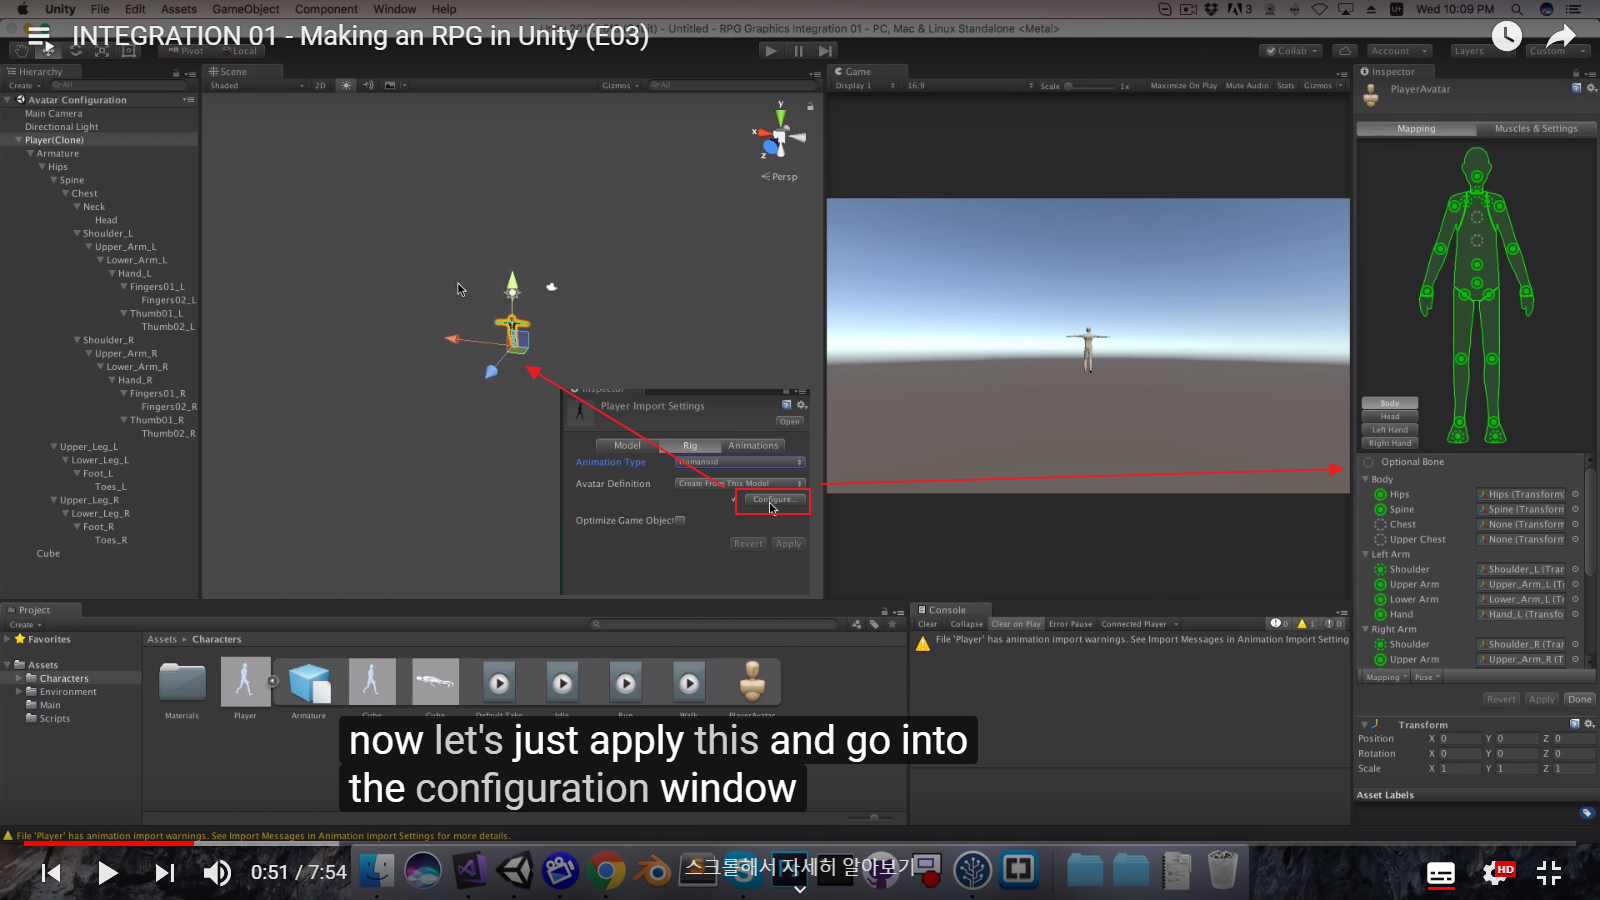 Unity File Edit Assets GameObject Component Window Help
Wed 10:09 PM
INTEGRATION 01 - Making an RPG in Unity (E03)
Untitled - RPG Graphics Integration 01 - PC, Mac & Linux Standalone <Metal>
Pivot Local
Collab Account Layers Custom
Hierarchy
Create
All
Avatar Configuration
Main Camera
Directional Light
Player(Clone)
Armature
Hips
Spine
Chest
Neck
Head
Shoulder_L
Upper_Arm_L
Lower_Arm_L
Hand_L
Fingers01_L
Fingers02_L
Thumb01_L
Thumb02_L
Shoulder_R
Upper_Arm_R
Lower_Arm_R
Hand_R
Fingers01_R
Fingers02_R
Thumb01_R
Thumb02_R
Upper_Leg_L
Lower_Leg_L
Foot_L
Toes_L
Upper_Leg_R
Lower_Leg_R
Foot_R
Toes_R
Cube
Scene
Shaded 2D Gizmos All
y
x
z
Persp
Inspector
Player Import Settings
Open
Model Rig Animations
Animation Type Humanoid
Avatar Definition Create From This Model
Configure...
Optimize Game Object
Revert Apply
Game
Display 1 16:9 Scale 1x Maximize On Play Mute Audio Stats Gizmos
Inspector
PlayerAvatar
Mapping Muscles & Settings
Body
Head
Left Hand
Right Hand
Optional Bone
Body
Hips Hips (Transform
Spine Spine (Transform
Chest None (Transform
Upper Chest None (Transform
Left Arm
Shoulder Shoulder_L (Trar
Upper Arm Upper_Arm_L (Ti
Lower Arm Lower_Arm_L (Ti
Hand Hand_L (Transfo
Right Arm
Shoulder Shoulder_R (Trar
Upper Arm Upper_Arm_R (T
Mapping Pose
Revert Apply Done
Transform
Position X 0 Y 0 Z 0
Rotation X 0 Y 0 Z 0
Scale X 1 Y 1 Z 1
Asset Labels
Project
Create
Favorites
Assets
Characters
Environment
Main
Scripts
Assets Characters
Materials Player Armature Cube Cube Default Take Idle Run Walk PlayerAvatar
Console
Clear Collapse Clear on Play Error Pause Connected Player 0 1 0
File 'Player' has animation import warnings. See Import Messages in Animation Import Setting
now let's just apply this and go into
the configuration window
File 'Player' has animation import warnings. See Import Messages in Animation Import Settings for more details.
0:51 / 7:54
스크롤해서 자세히 알아보기
HD